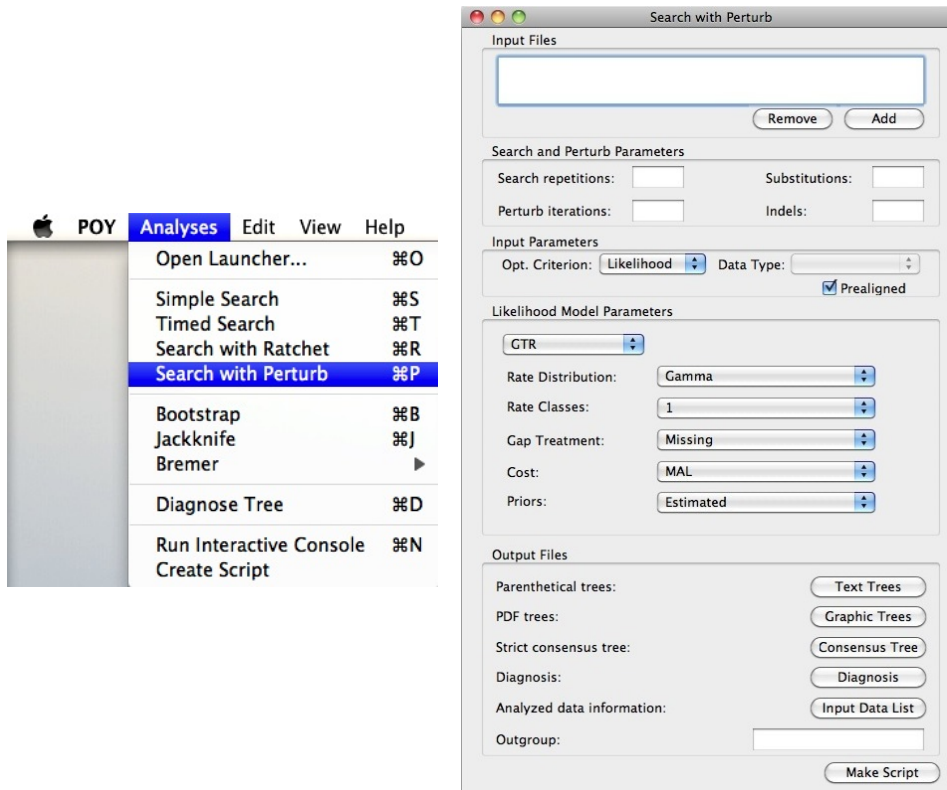 POY Analyses Edit View Help
Open Launcher... ⌘O
Simple Search ⌘S
Timed Search ⌘T
Search with Ratchet ⌘R
Search with Perturb ⌘P
Bootstrap ⌘B
Jackknife ⌘J
Bremer
Diagnose Tree ⌘D
Run Interactive Console ⌘N
Create Script
Search with Perturb
Input Files
Remove Add
Search and Perturb Parameters
Search repetitions: Substitutions:
Perturb iterations: Indels:
Input Parameters
Opt. Criterion: Likelihood Data Type:
Prealigned
Likelihood Model Parameters
GTR
Rate Distribution: Gamma
Rate Classes: 1
Gap Treatment: Missing
Cost: MAL
Priors: Estimated
Output Files
Parenthetical trees: Text Trees
PDF trees: Graphic Trees
Strict consensus tree: Consensus Tree
Diagnosis: Diagnosis
Analyzed data information: Input Data List
Outgroup:
Make Script